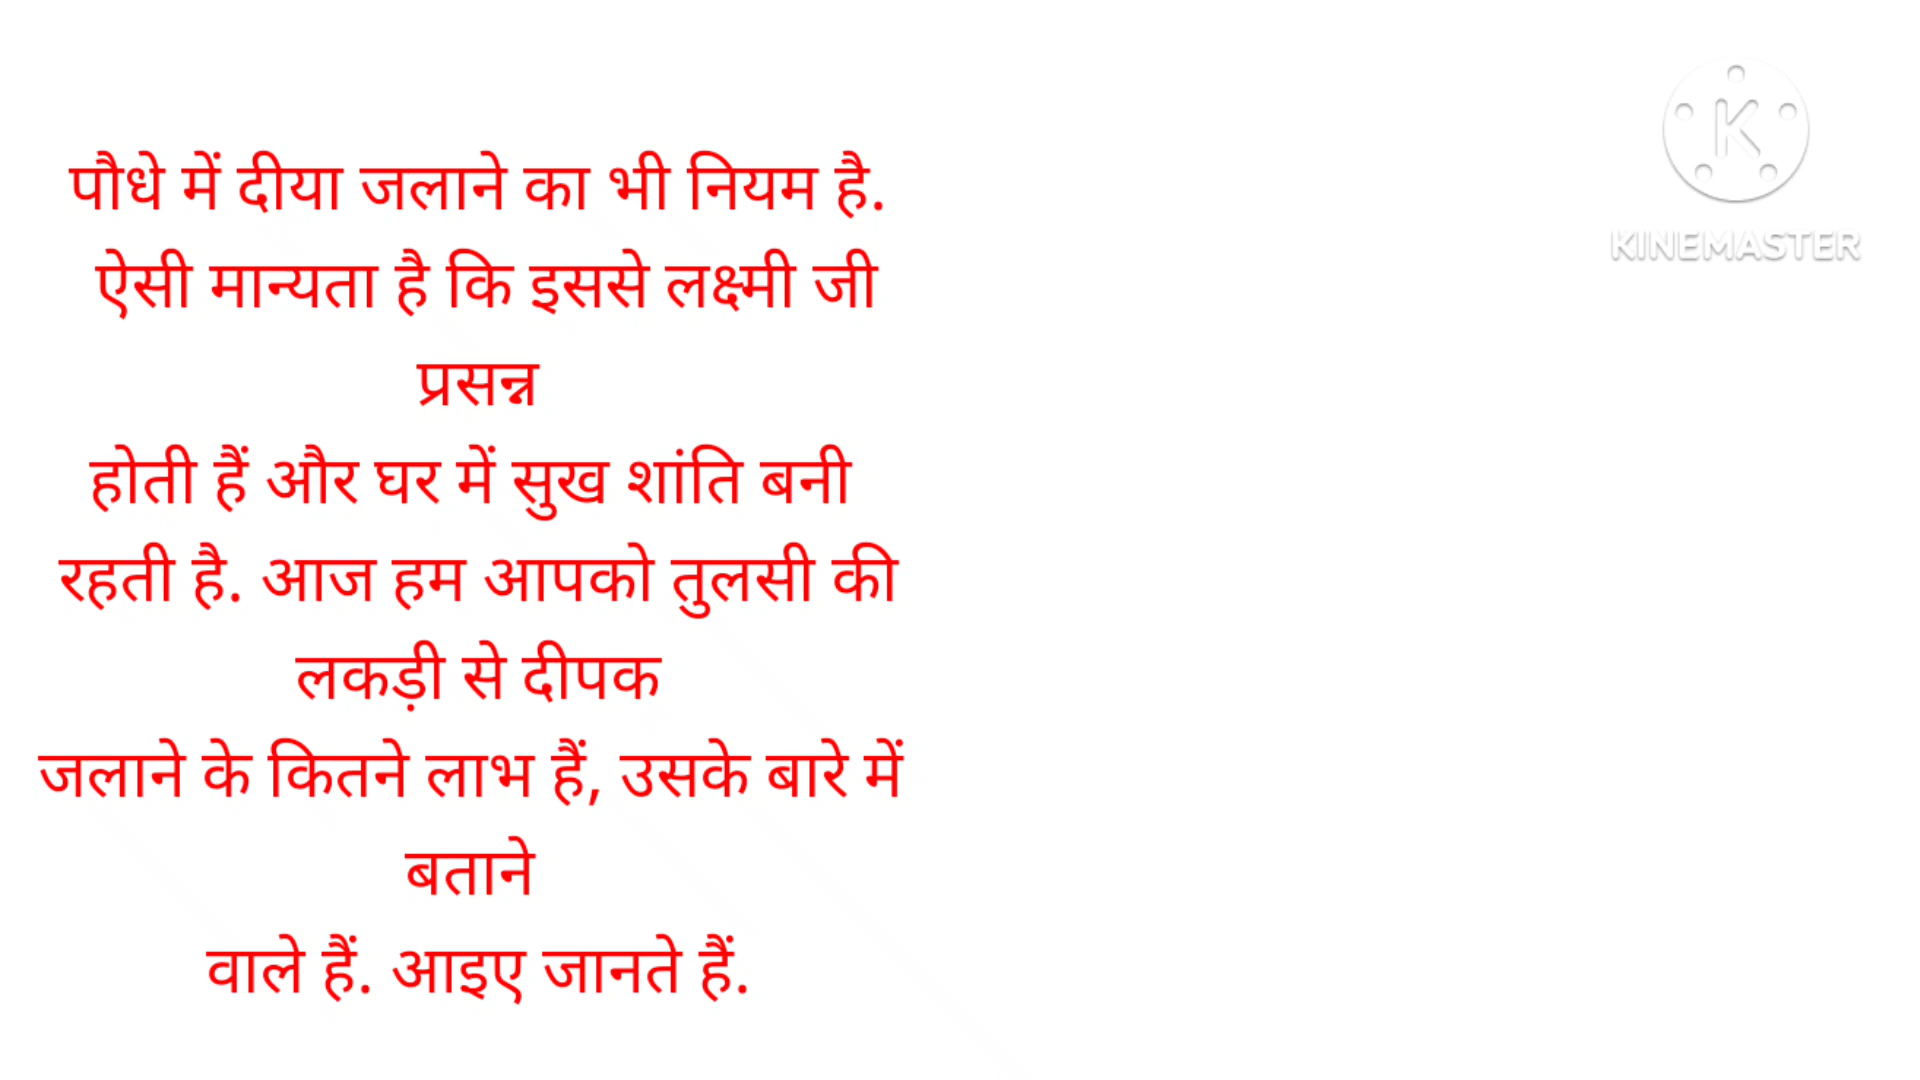 पौधे में दीया जलाने का भी नियम है.
ऐसी मान्यता है कि इससे लक्ष्मी जी
प्रसन्न
होती हैं और घर में सुख शांति बनी
रहती है. आज हम आपको तुलसी की
लकड़ी से दीपक
जलाने के कितने लाभ हैं, उसके बारे में
बताने
वाले हैं. आइए जानते हैं.
K
KINEMASTER